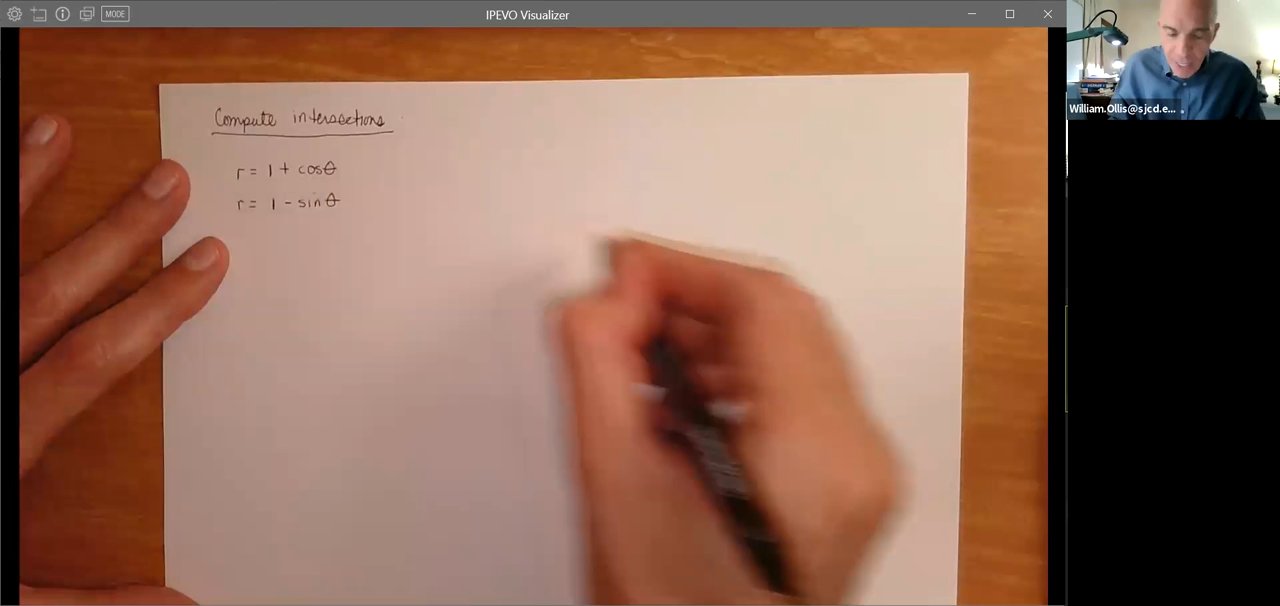 MODE
IPEVO Visualizer
William.Ollis@sjcd.e...
Compute intersections
r = 1 + cosθ
r = 1 - sinθ